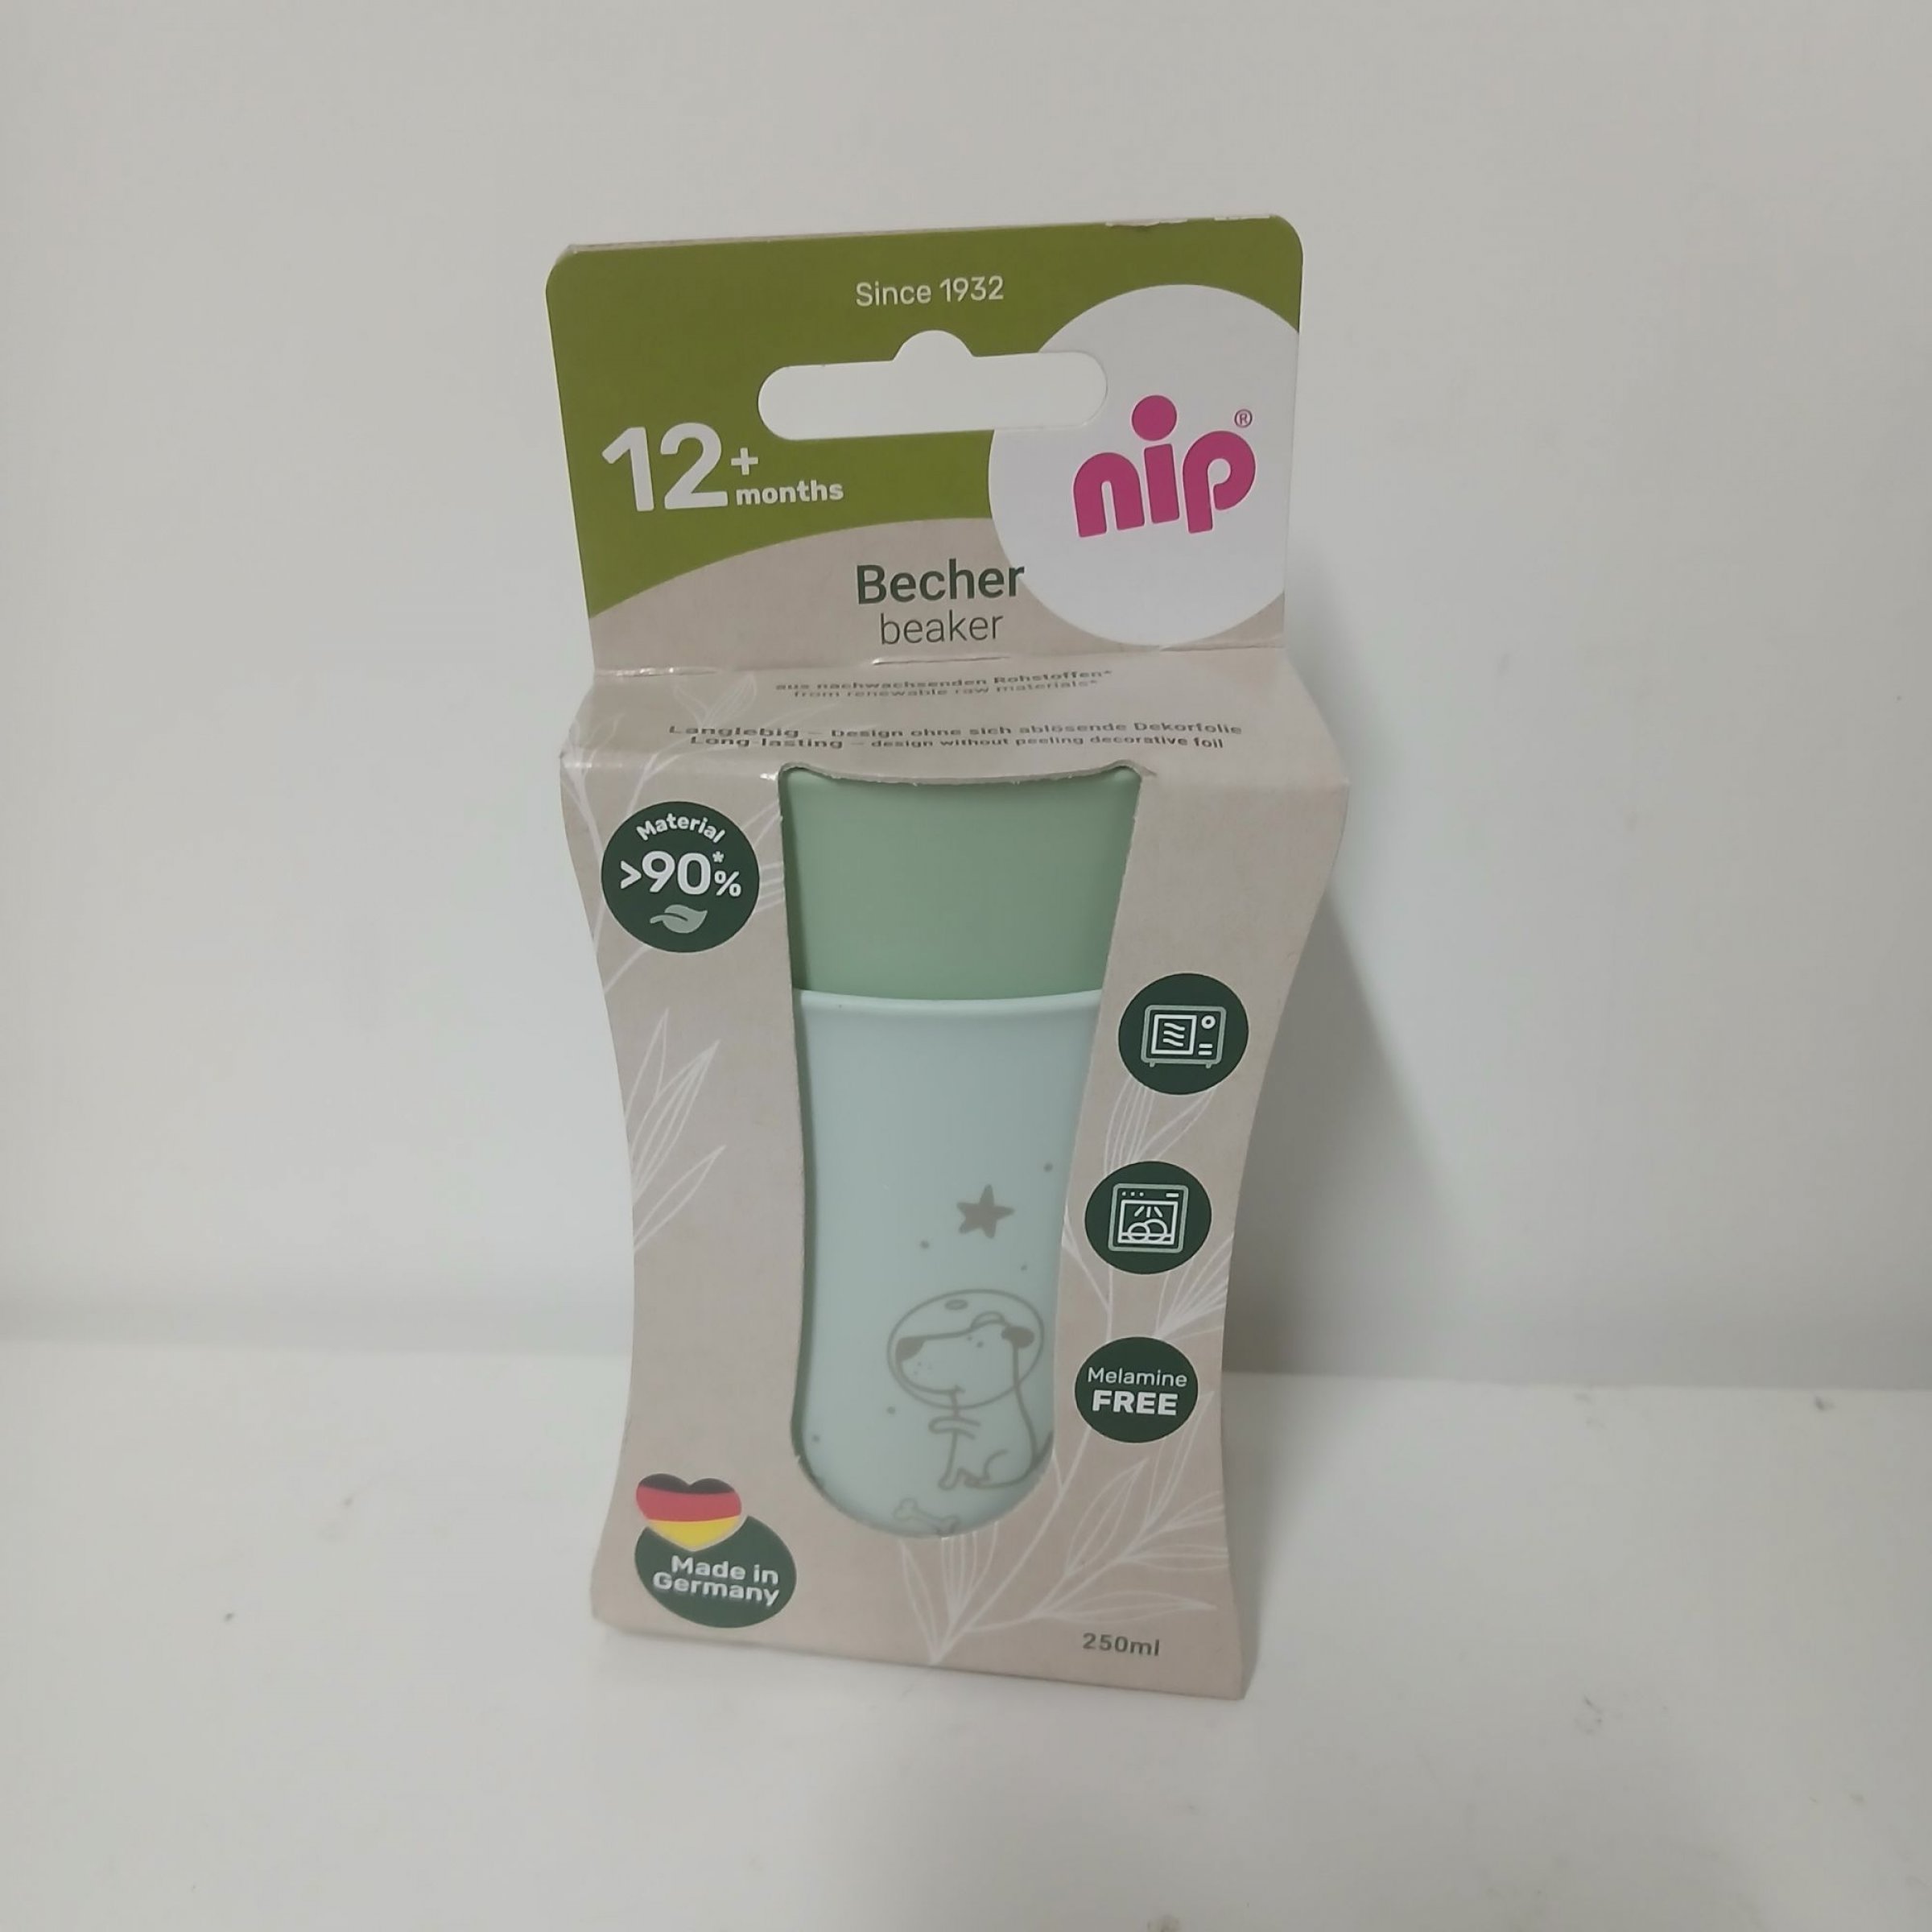 Since 1932
12+
months
nip®
Becher
beaker
aus nachwachsenden Rohstoffen*
from renewable raw materials*
Langlebig – Design ohne sich ablösende Dekorfolie
Long-lasting – design without peeling decorative foil
Material
>90*%
Melamine
FREE
Made in
Germany
250ml